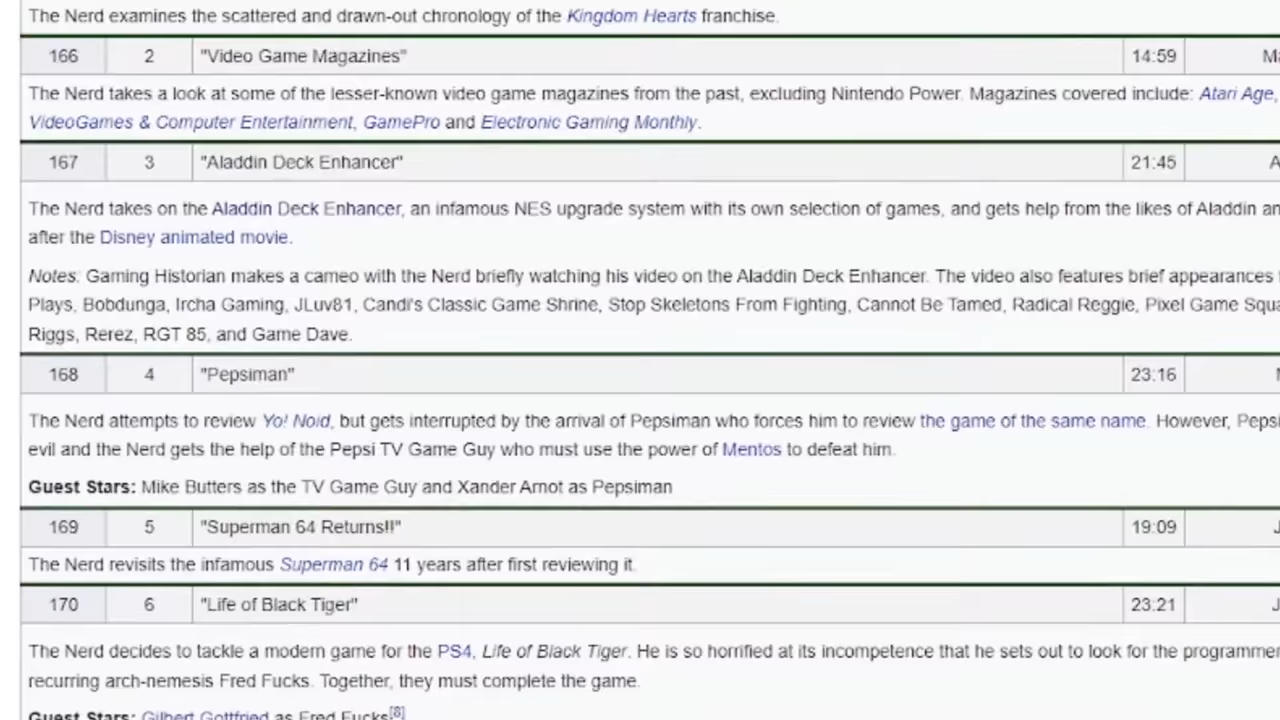 The Nerd examines the scattered and drawn-out chronology of the Kingdom Hearts franchise.
166 2 "Video Game Magazines" 14:59
The Nerd takes a look at some of the lesser-known video game magazines from the past, excluding Nintendo Power. Magazines covered include: Atari Age,
VideoGames & Computer Entertainment, GamePro and Electronic Gaming Monthly.
167 3 "Aladdin Deck Enhancer" 21:45
The Nerd takes on the Aladdin Deck Enhancer, an infamous NES upgrade system with its own selection of games, and gets help from the likes of Aladdin
after the Disney animated movie.
Notes: Gaming Historian makes a cameo with the Nerd briefly watching his video on the Aladdin Deck Enhancer. The video also features brief appearances
Plays, Bobdunga, Ircha Gaming, JLuv81, Candi's Classic Game Shrine, Stop Skeletons From Fighting, Cannot Be Tamed, Radical Reggie, Pixel Game
Riggs, Rerez, RGT 85, and Game Dave.
168 4 "Pepsiman" 23:16
The Nerd attempts to review Yo! Noid, but gets interrupted by the arrival of Pepsiman who forces him to review the game of the same name. However,
evil and the Nerd gets the help of the Pepsi TV Game Guy who must use the power of Mentos to defeat him.
Guest Stars: Mike Butters as the TV Game Guy and Xander Arnot as Pepsiman
169 5 "Superman 64 Returns!!" 19:09
The Nerd revisits the infamous Superman 64 11 years after first reviewing it.
170 6 "Life of Black Tiger" 23:21
The Nerd decides to tackle a modern game for the PS4, Life of Black Tiger. He is so horrified at its incompetence that he sets out to look for the
recurring arch-nemesis Fred Fucks. Together, they must complete the game.
Guest Stars: Gilbert Gottfried as Fred Fucks[8]